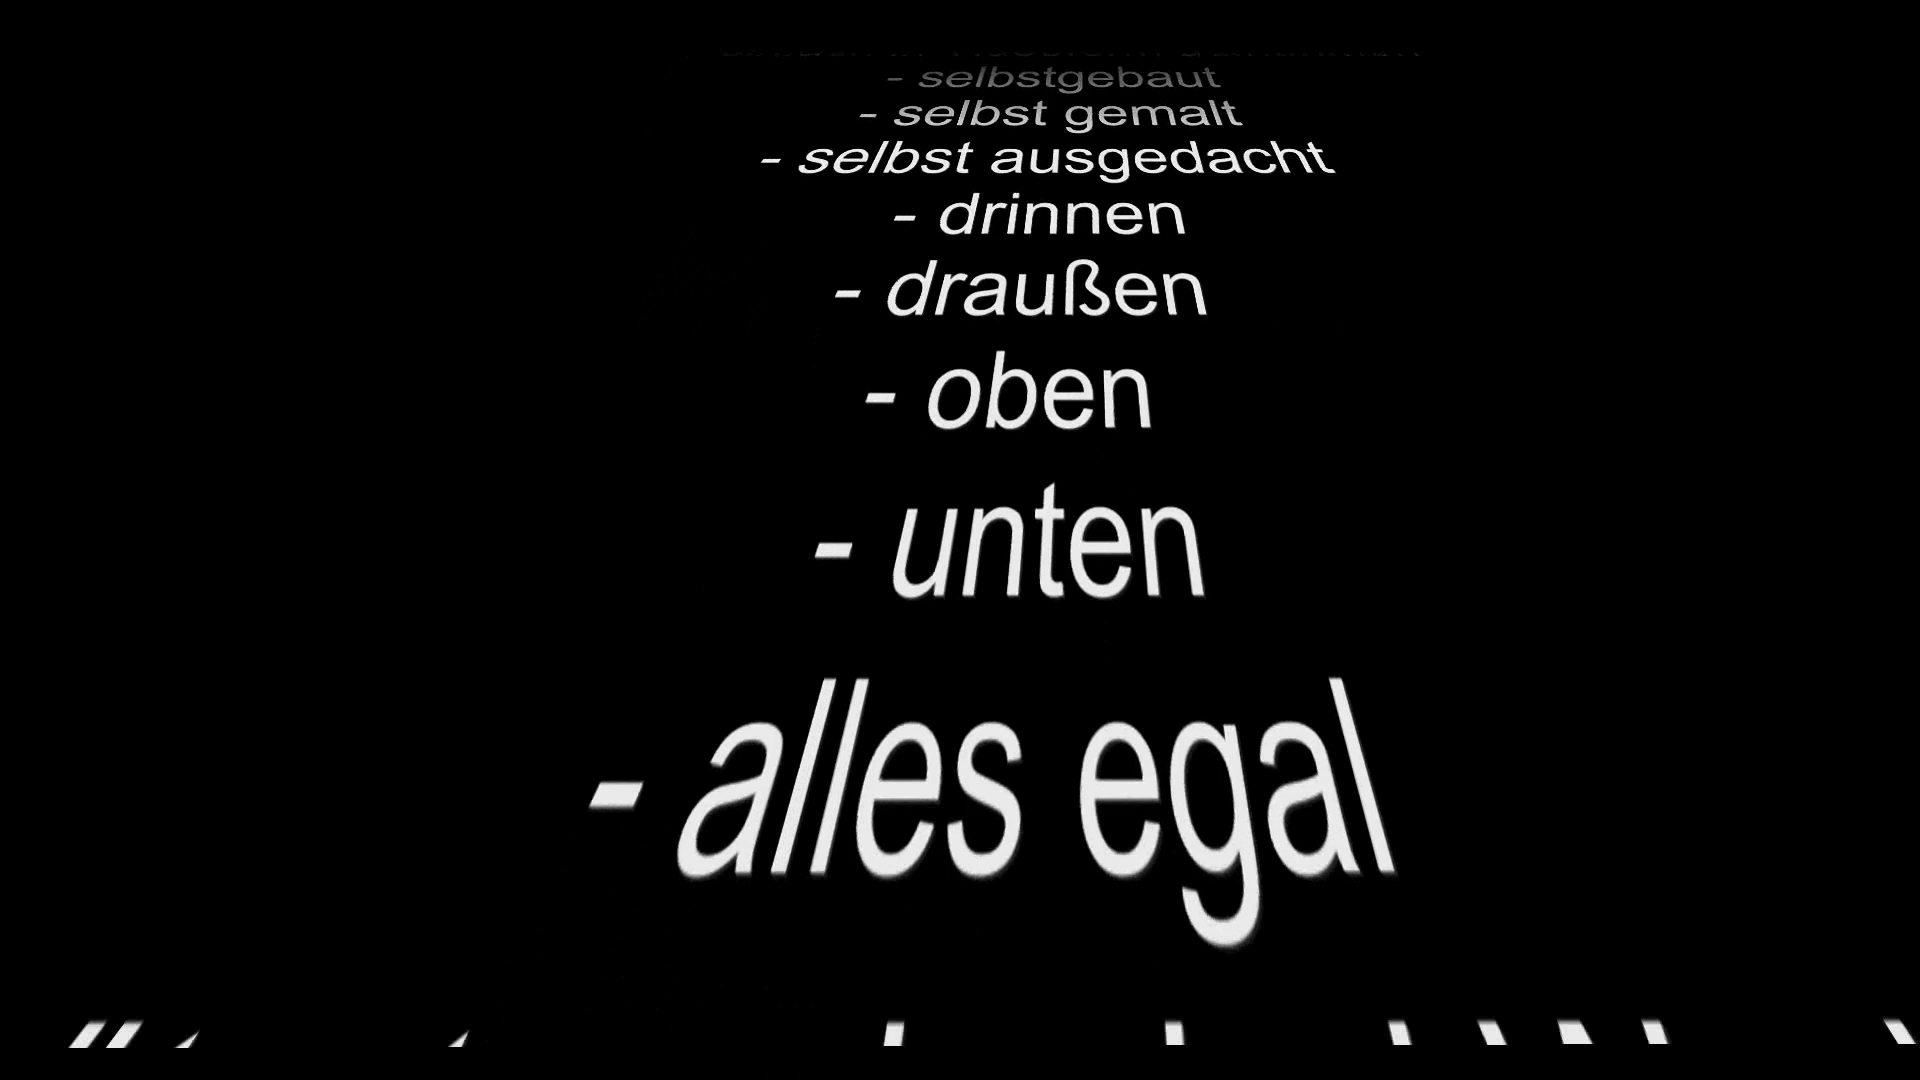 - selbstgebaut
- selbst gemalt
- selbst ausgedacht
- drinnen
- draußen
- oben
- unten
- alles egal